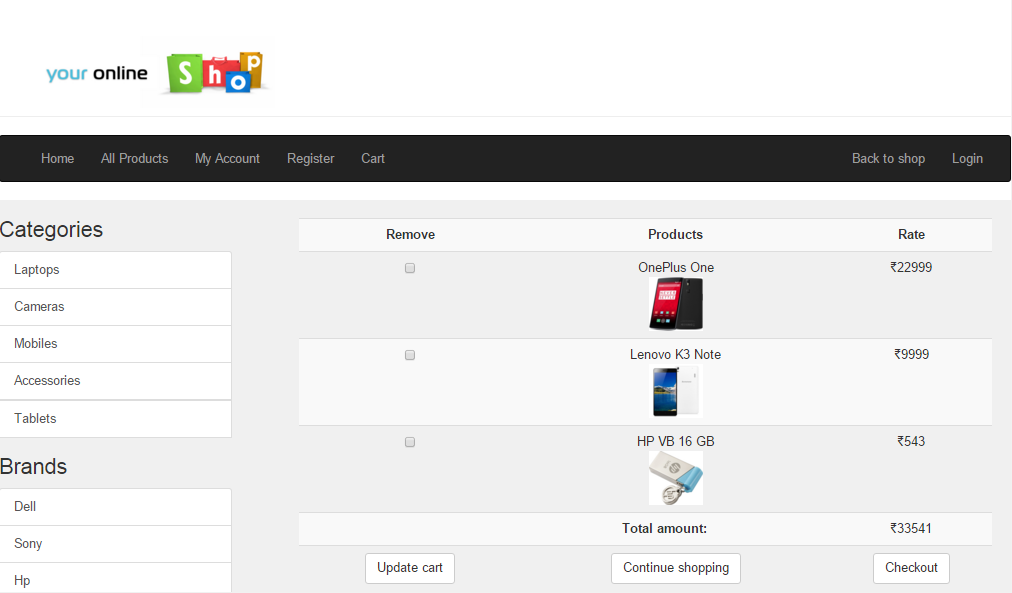 your online Shop
Home All Products My Account Register Cart Back to shop Login
Categories
Laptops
Cameras
Mobiles
Accessories
Tablets
Brands
Dell
Sony
Hp
Remove Products Rate
OnePlus One ₹22999
Lenovo K3 Note ₹9999
HP VB 16 GB ₹543
Total amount: ₹33541
Update cart Continue shopping Checkout